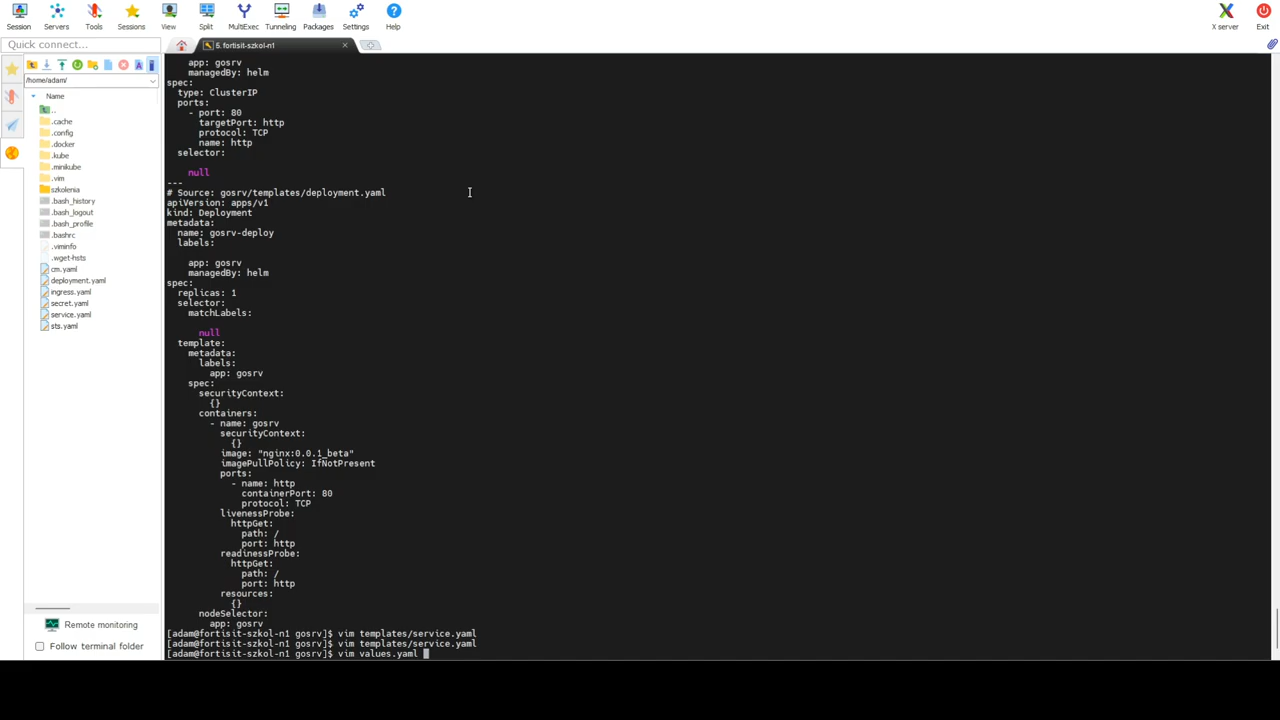 Session Servers Tools Sessions View Split MultiExec Tunneling Packages Settings Help X server Exit
Quick connect...
5. fortisit-szkol-n1
/home/adam/
Name
..
.cache
.config
.docker
.kube
.minikube
.vim
szkolenia
.bash_history
.bash_logout
.bash_profile
.bashrc
.viminfo
.wget-hsts
cm.yaml
deployment.yaml
ingress.yaml
secret.yaml
service.yaml
sts.yaml
Remote monitoring
Follow terminal folder
app: gosrv
managedBy: helm
spec:
type: ClusterIP
ports:
- port: 80
targetPort: http
protocol: TCP
name: http
selector:
null
---
# Source: gosrv/templates/deployment.yaml
apiVersion: apps/v1
kind: Deployment
metadata:
name: gosrv-deploy
labels:
app: gosrv
managedBy: helm
spec:
replicas: 1
selector:
matchLabels:
null
template:
metadata:
labels:
app: gosrv
spec:
securityContext:
{}
containers:
- name: gosrv
securityContext:
{}
image: "nginx:0.0.1_beta"
imagePullPolicy: IfNotPresent
ports:
- name: http
containerPort: 80
protocol: TCP
livenessProbe:
httpGet:
path: /
port: http
readinessProbe:
httpGet:
path: /
port: http
resources:
{}
nodeSelector:
app: gosrv
[adam@fortisit-szkol-n1 gosrv]$ vim templates/service.yaml
[adam@fortisit-szkol-n1 gosrv]$ vim templates/service.yaml
[adam@fortisit-szkol-n1 gosrv]$ vim values.yaml